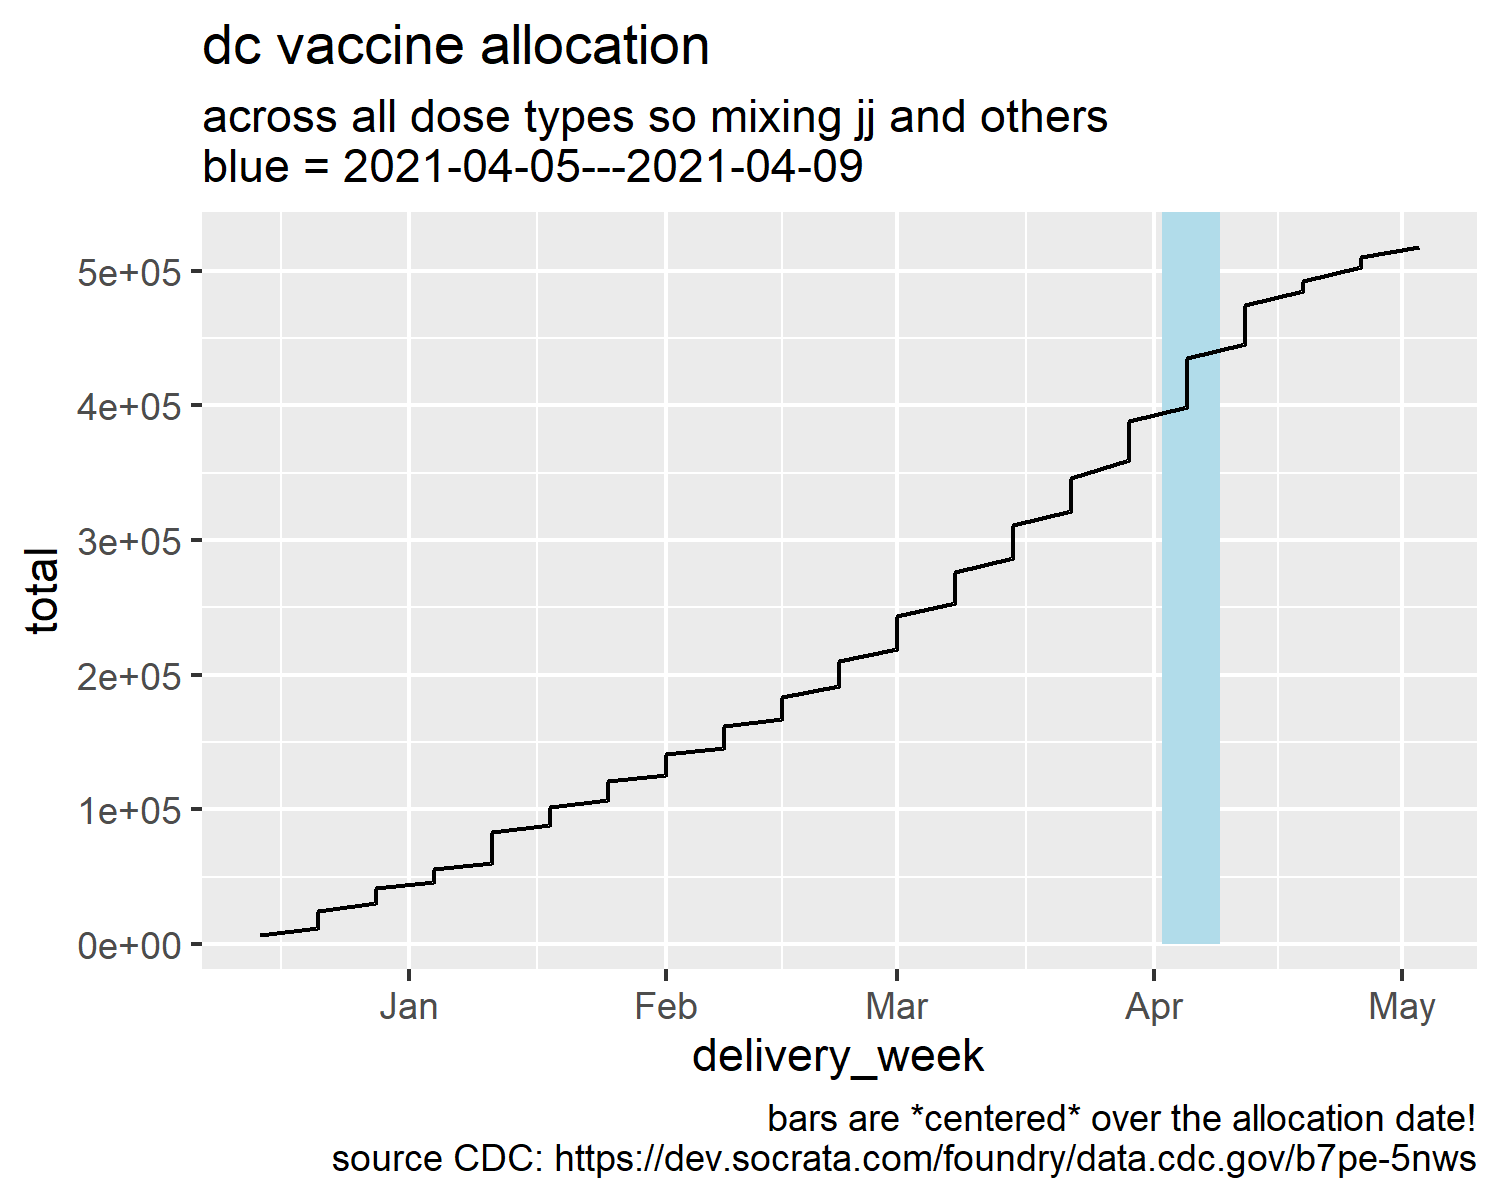 dc vaccine allocation
across all dose types so mixing jj and others
blue = 2021-04-05---2021-04-09
total
5e+05
4e+05
3e+05
2e+05
1e+05
0e+00
Jan Feb Mar Apr May
delivery_week
bars are *centered* over the allocation date!
source CDC: https://dev.socrata.com/foundry/data.cdc.gov/b7pe-5nws